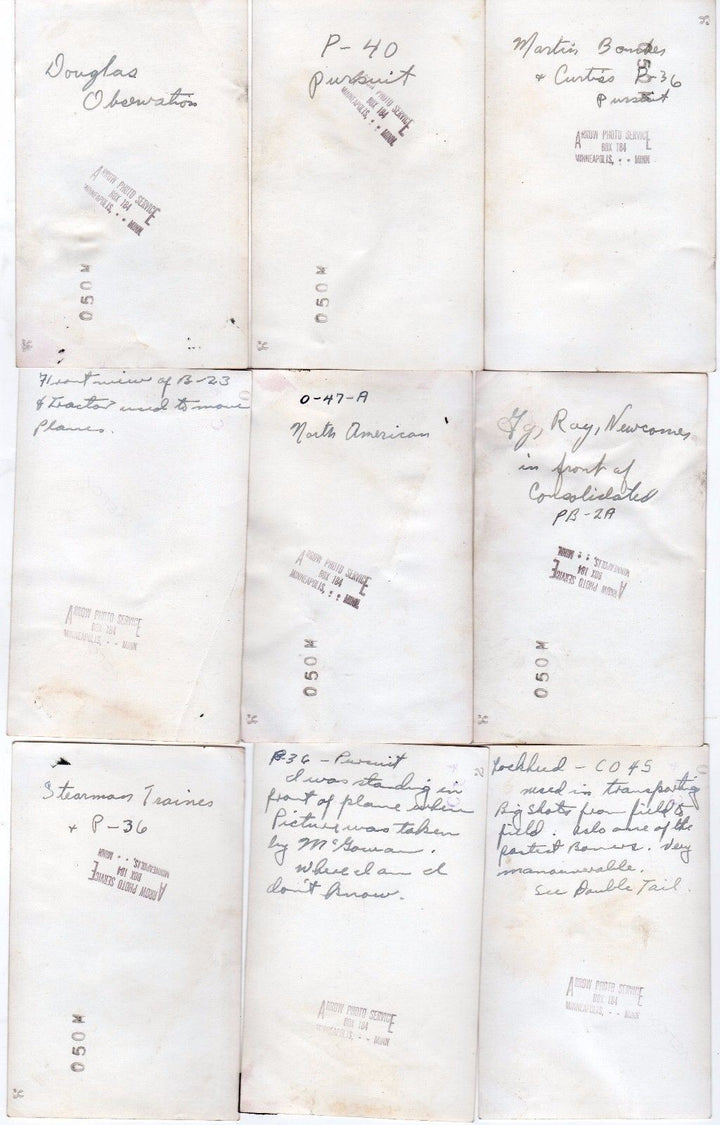 Douglas
Observation
ARROW PHOTO SERVICE
BOX 184
MINNEAPOLIS, - - MINN.
050M
P-40
Pursuit
ARROW PHOTO SERVICE
BOX 184
MINNEAPOLIS, - - MINN.
050M
Martin Bomber
& Curtiss P-36
Pursuit
ARROW PHOTO SERVICE
BOX 184
MINNEAPOLIS, - - MINN
Front view of B-23
& Tractor used to move
Planes.
ARROW PHOTO SERVICE
BOX 184
MINNEAPOLIS, - - MINN
O-47-A
North American
ARROW PHOTO SERVICE
BOX 184
MINNEAPOLIS, - - MINN.
050M
Ray, Newcomer
in front of
Consolidated
PB-2A
ARROW PHOTO SERVICE
BOX 184
MINNEAPOLIS, - - MINN.
050M
Stearman Trainer
+ P-36
ARROW PHOTO SERVICE
BOX 184
MINNEAPOLIS, - - MINN.
050M
P-36 - Pursuit
I was standing in
front of plane when
Picture was taken
by McGowan.
Where I am I
don't know.
ARROW PHOTO SERVICE
BOX 184
MINNEAPOLIS, - - MINN
Lockheed - C045
used in transporting
Big Shots from field to
field. also one of the
fastest Bombers. Very
manaeuverable.
See Double Tail.
ARROW PHOTO SERVICE
BOX 184
MINNEAPOLIS, - - MINN